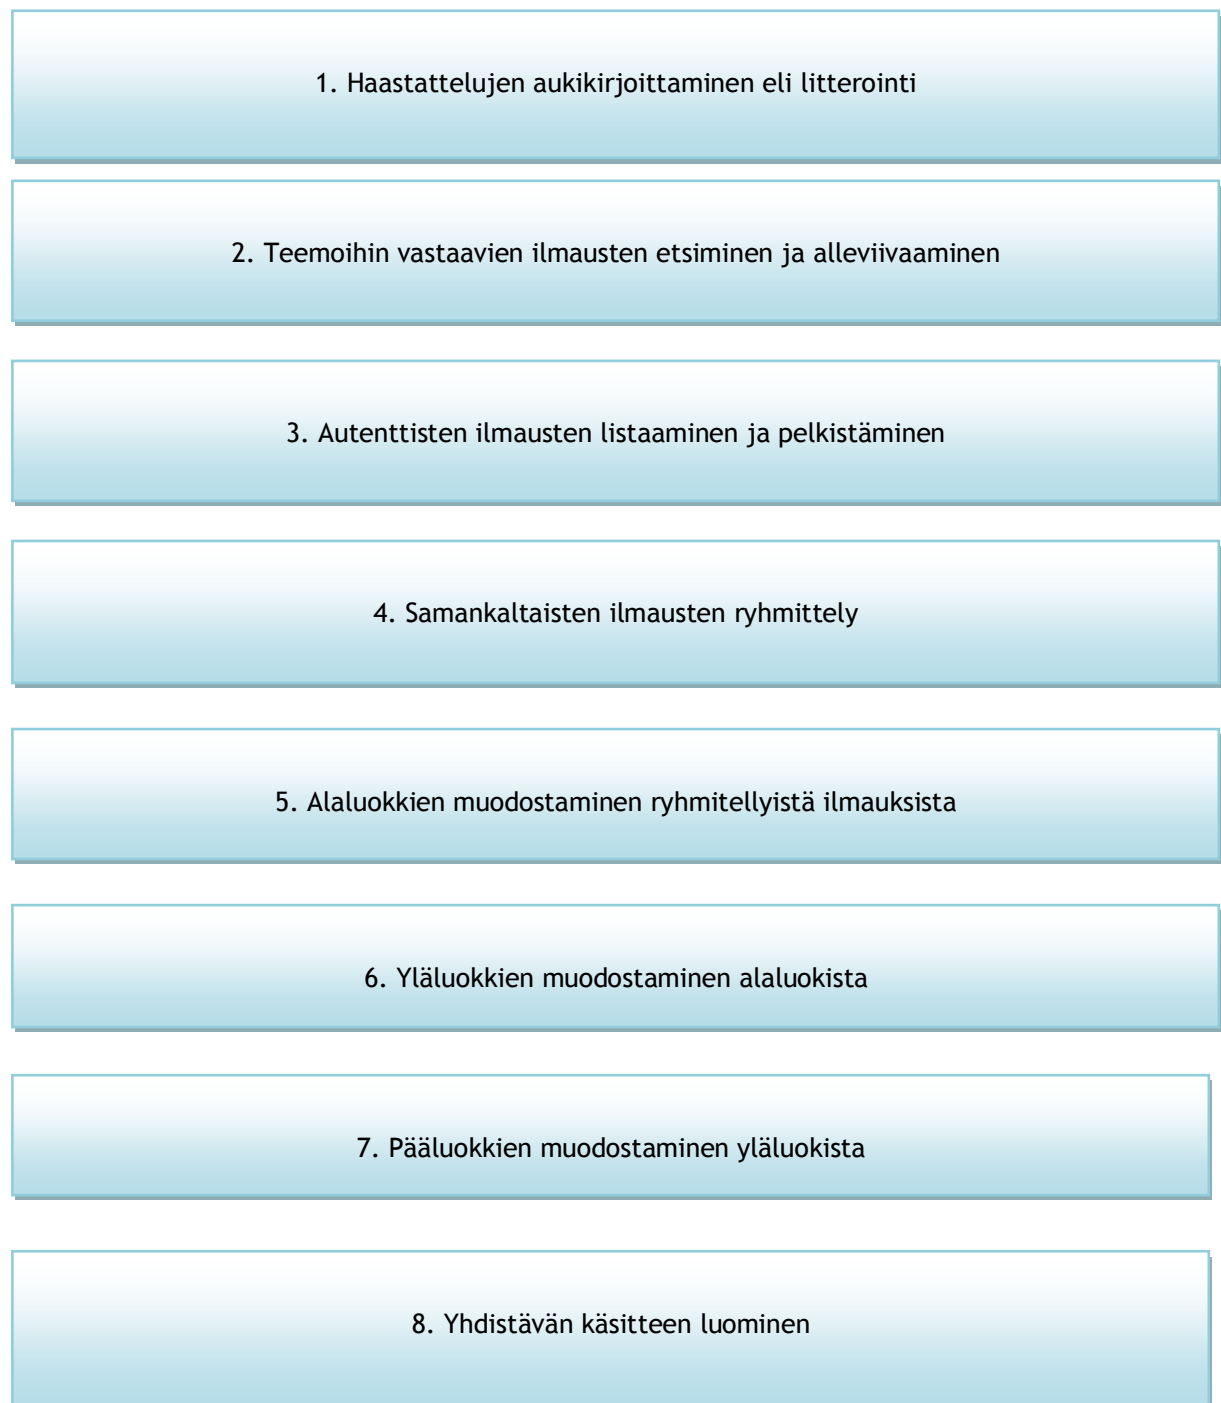 1. Haastattelujen aukikirjoittaminen eli litterointi
2. Teemoihin vastaavien ilmausten etsiminen ja alleviivaaminen
3. Autenttisten ilmausten listaaminen ja pelkistäminen
4. Samankaltaisten ilmausten ryhmittely
5. Alaluokkien muodostaminen ryhmitellyistä ilmauksista
6. Yläluokkien muodostaminen alaluokista
7. Pääluokkien muodostaminen yläluokista
8. Yhdistävän käsitteen luominen